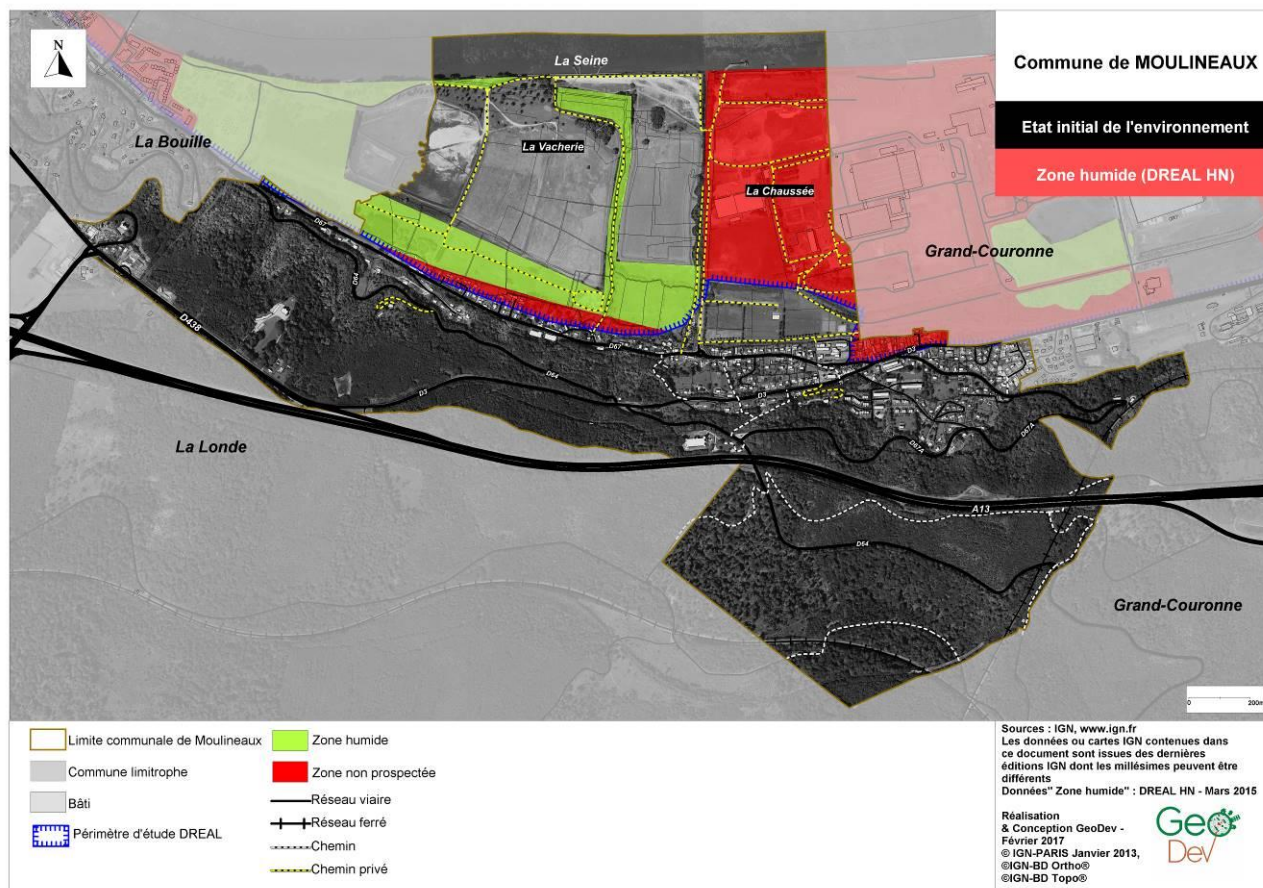 N
Commune de MOULINEAUX
Etat initial de l'environnement
Zone humide (DREAL HN)
La Seine
La Bouille
La Vacherie
La Chaussée
Grand-Couronne
D67
D64
D438
D67
D64
D3
D3
D3
D67A
D67A
La Londe
A13
D64
Grand-Couronne
0 200m
Limite communale de Moulineaux
Commune limitrophe
Bâti
Périmètre d'étude DREAL
Zone humide
Zone non prospectée
Réseau viaire
Réseau ferré
Chemin
Chemin privé
Sources : IGN, www.ign.fr
Les données ou cartes IGN contenues dans
ce document sont issues des dernières
éditions IGN dont les millésimes peuvent être
différents
Données" Zone humide" : DREAL HN - Mars 2015
Réalisation
& Conception GeoDev -
Février 2017
© IGN-PARIS Janvier 2013,
©IGN-BD Ortho®
©IGN-BD Topo®
Geo
Dev